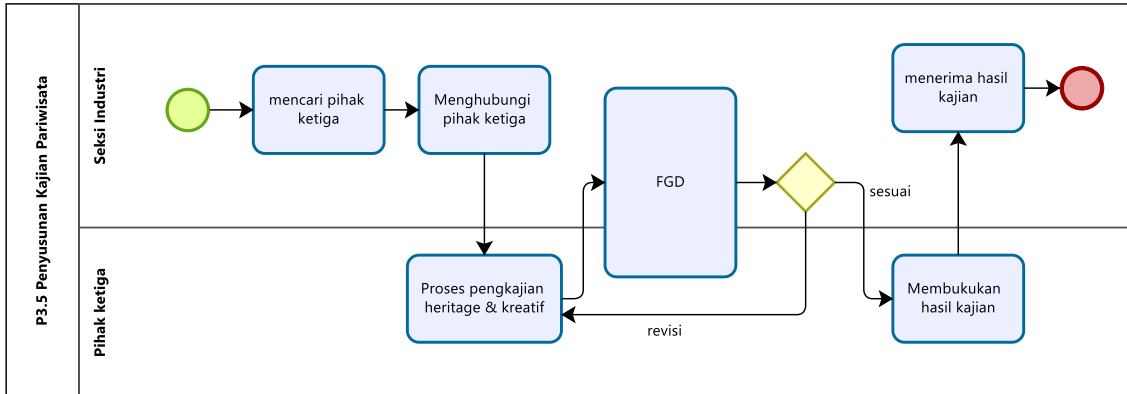 P3.5 Penyusunan Kajian Pariwisata
Seksi Industri
mencari pihak
ketiga
Menghubungi
pihak ketiga
FGD
sesuai
menerima hasil
kajian
Pihak ketiga
Proses pengkajian
heritage & kreatif
revisi
Membukukan
hasil kajian